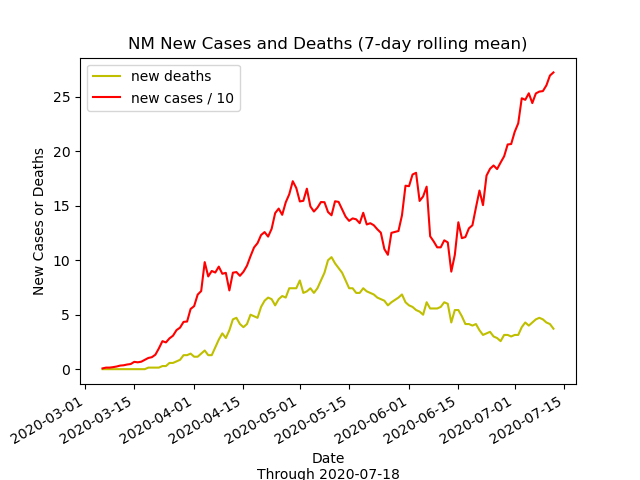 NM New Cases and Deaths (7-day rolling mean)
new deaths
new cases / 10
New Cases or Deaths
25
20
15
10
5
0
2020-03-01
2020-03-15
2020-04-01
2020-04-15
2020-05-01
2020-05-15
2020-06-01
2020-06-15
2020-07-01
2020-07-15
Date
Through 2020-07-18